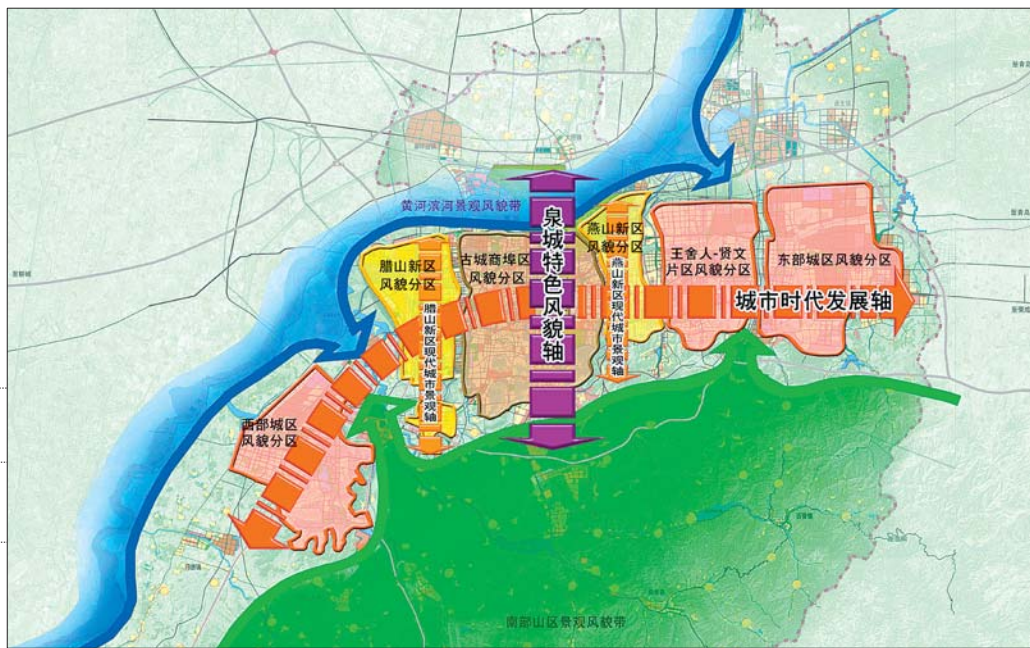 黄河滨河景观风貌带
泉城特色风貌轴
燕山新区
风貌分区
燕山新区现代城市景观轴
王舍人-贤文
片区风貌分区
东部城区风貌分区
古城商埠区
风貌分区
腊山新区
风貌分区
腊山新区现代城市景观轴
城市时代发展轴
西部城区
风貌分区
南部山区景观风貌带